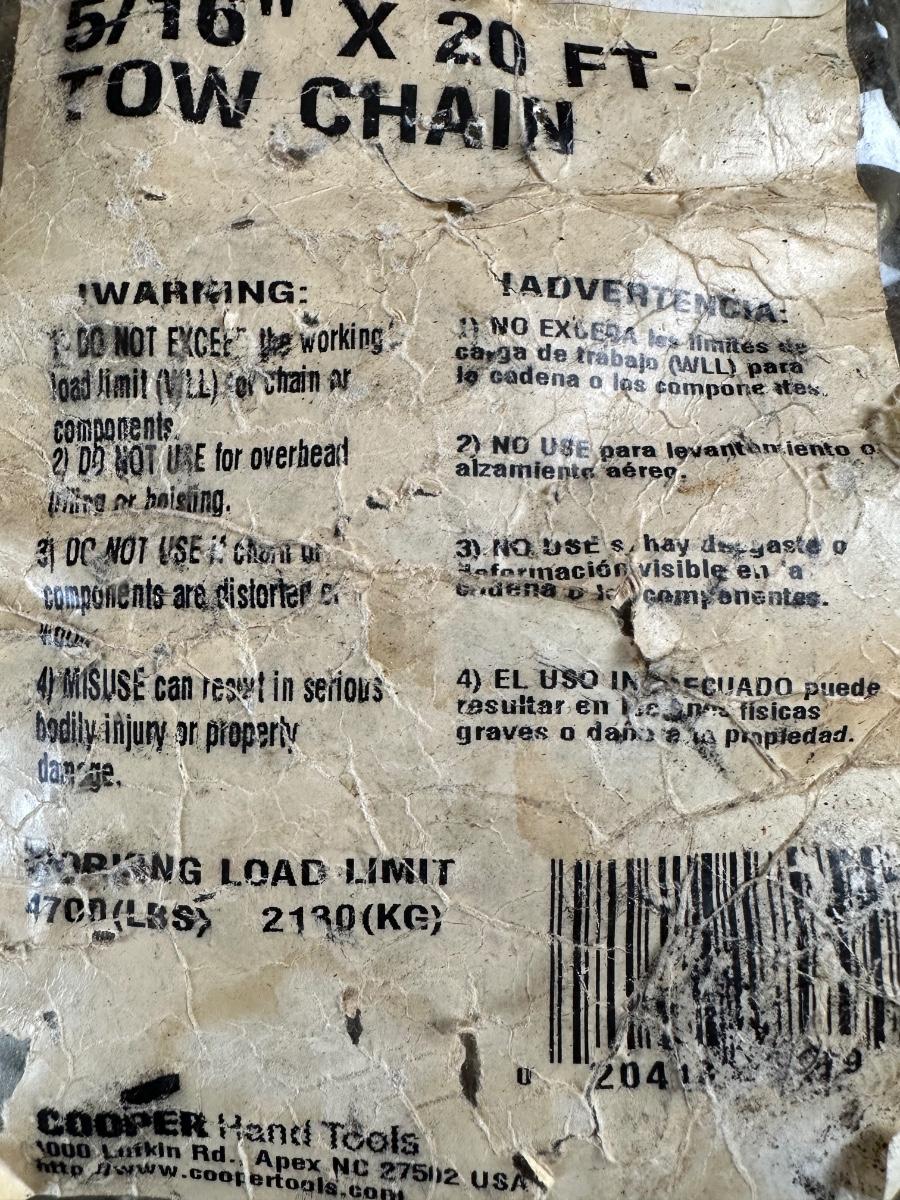 5/16" X 20 FT.
TOW CHAIN
!WARNING:
1) DO NOT EXCEED the working
load limit (WLL) for chain or
components.
2) DO NOT USE for overhead
lifting or hoisting.
3) DO NOT USE if chain or
components are distorted or
worn.
4) MISUSE can result in serious
bodily injury or property
damage.
!ADVERTENCIA:
1) NO EXCEDA los límites de
carga de trabajo (WLL) para
la cadena o los componentes.
2) NO USE para levantamiento o
alzamiento aéreo.
3) NO USE si hay desgaste o
deformación visible en la
cadena o los componentes.
4) EL USO INADECUADO puede
resultar en lesiones físicas
graves o daño a la propiedad.
WORKING LOAD LIMIT
4700(LBS) 2130(KG)
0 204
COOPER Hand Tools
1000 Lufkin Rd., Apex NC 27502 USA
http://www.coopertools.com